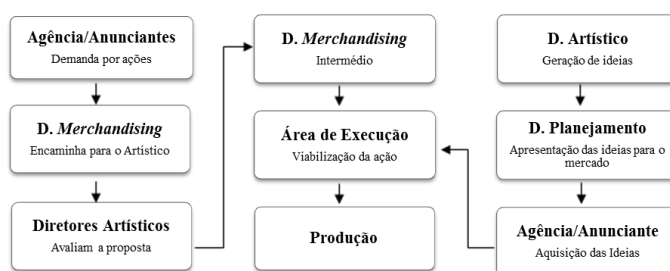 Agência/Anunciantes
Demanda por ações
D. Merchandising
Encaminha para o Artístico
Diretores Artísticos
Avaliam a proposta
D. Merchandising
Intermédio
Área de Execução
Viabilização da ação
Produção
D. Artístico
Geração de ideias
D. Planejamento
Apresentação das ideias para o
mercado
Agência/Anunciante
Aquisição das Ideias